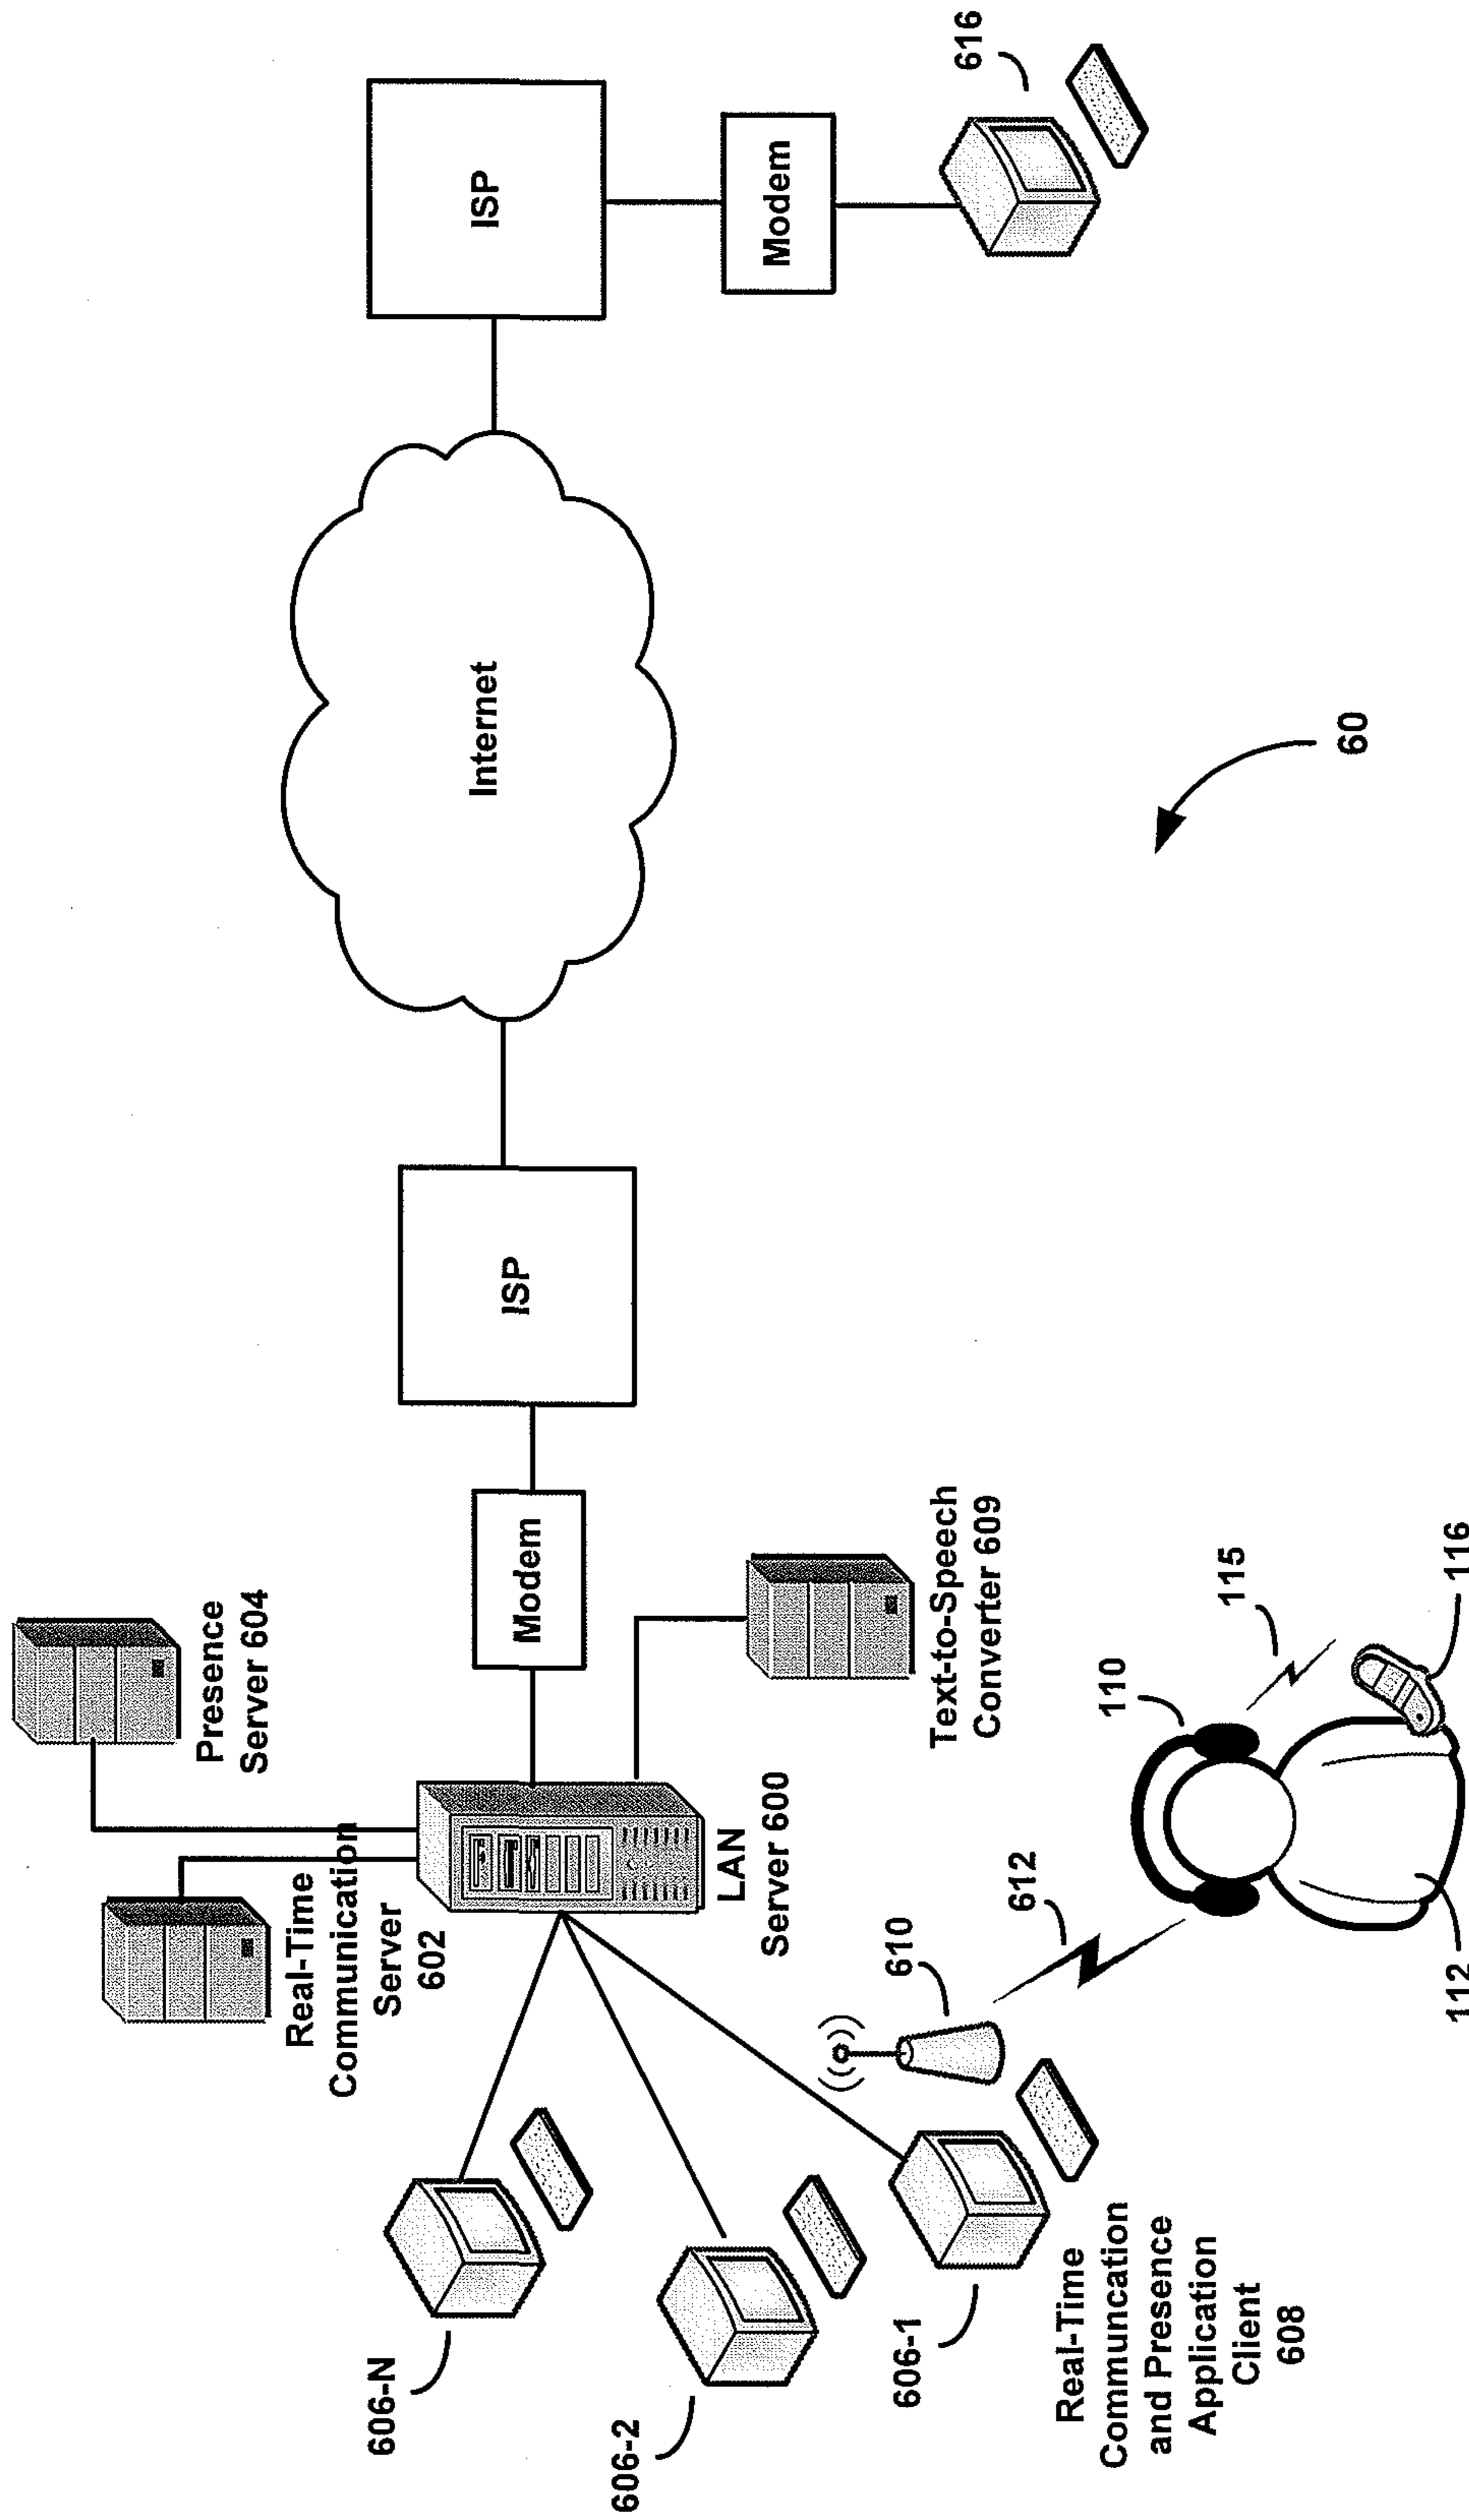 Presence
Server 604
Real-Time
Communication
Server
602
LAN
Server 600
Modem
ISP
Internet
ISP
Modem
616
Text-to-Speech
Converter 609
606-N
606-2
606-1
Real-Time
Communcation
and Presence
Application
Client
608
610
612
110
115
112
116
60